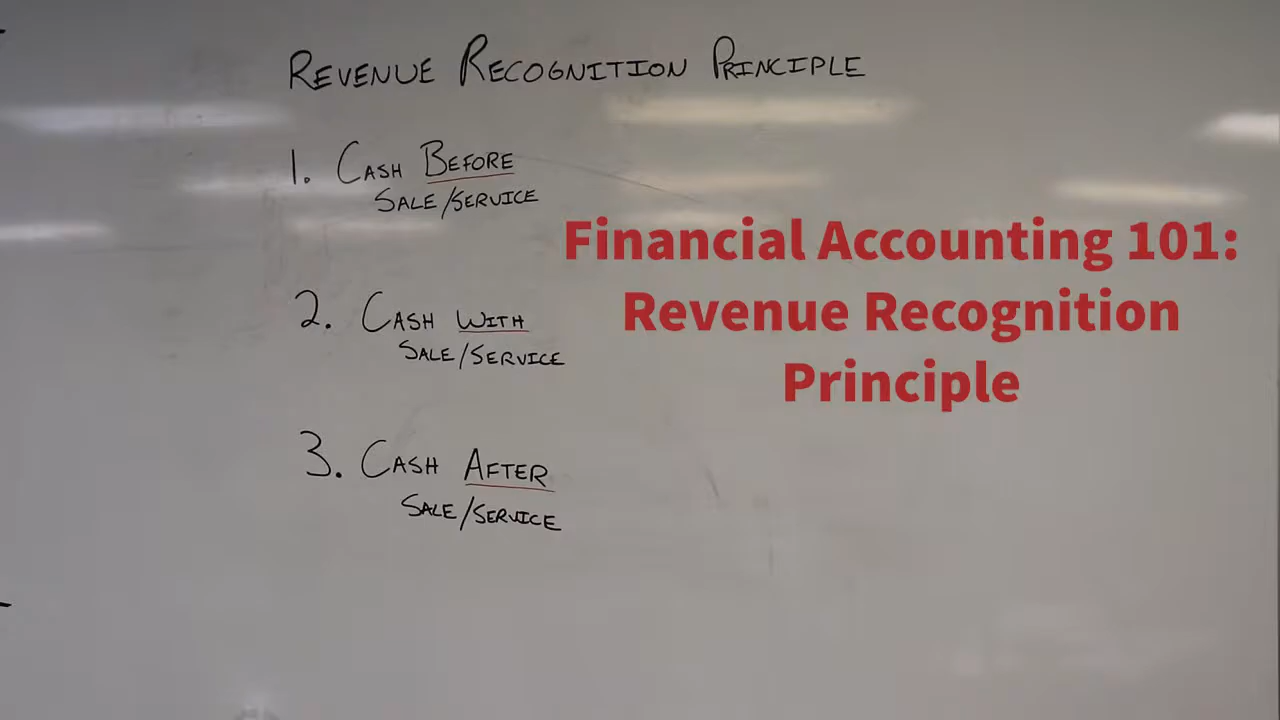 REVENUE RECOGNITION PRINCIPLE
1. CASH BEFORE
SALE/SERVICE
2. CASH WITH
SALE/SERVICE
3. CASH AFTER
SALE/SERVICE
Financial Accounting 101:
Revenue Recognition
Principle